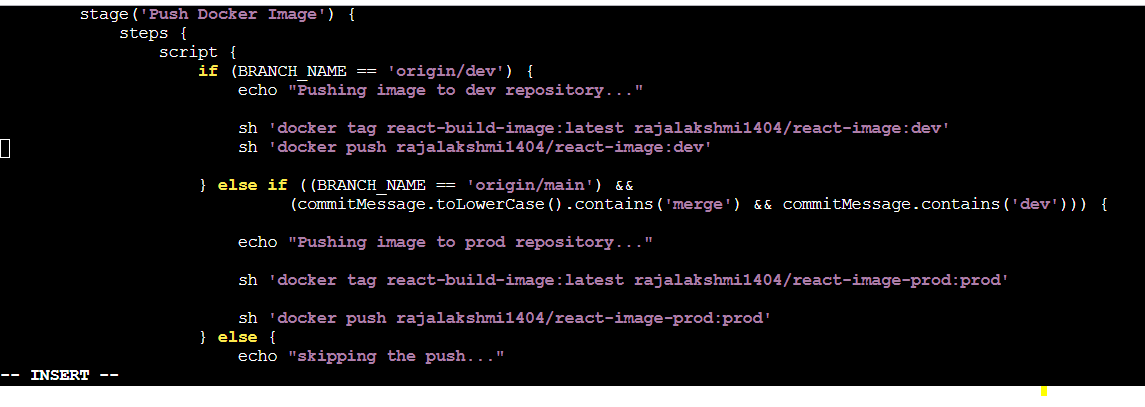 stage('Push Docker Image') {
steps {
script {
if (BRANCH_NAME == 'origin/dev') {
echo "Pushing image to dev repository..."
sh 'docker tag react-build-image:latest rajalakshmi1404/react-image:dev'
sh 'docker push rajalakshmi1404/react-image:dev'
} else if ((BRANCH_NAME == 'origin/main') &&
(commitMessage.toLowerCase().contains('merge') && commitMessage.contains('dev'))) {
echo "Pushing image to prod repository..."
sh 'docker tag react-build-image:latest rajalakshmi1404/react-image-prod:prod'
sh 'docker push rajalakshmi1404/react-image-prod:prod'
} else {
echo "skipping the push..."
-- INSERT --